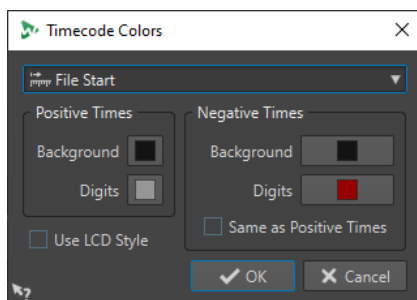 Timecode Colors
File Start
Positive Times
Negative Times
Background
Background
Digits
Digits
Same as Positive Times
Use LCD Style
OK
Cancel